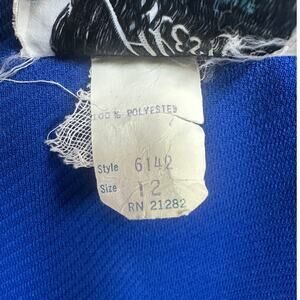 100% POLYESTER
Style 6142
Size 12
RN 21282